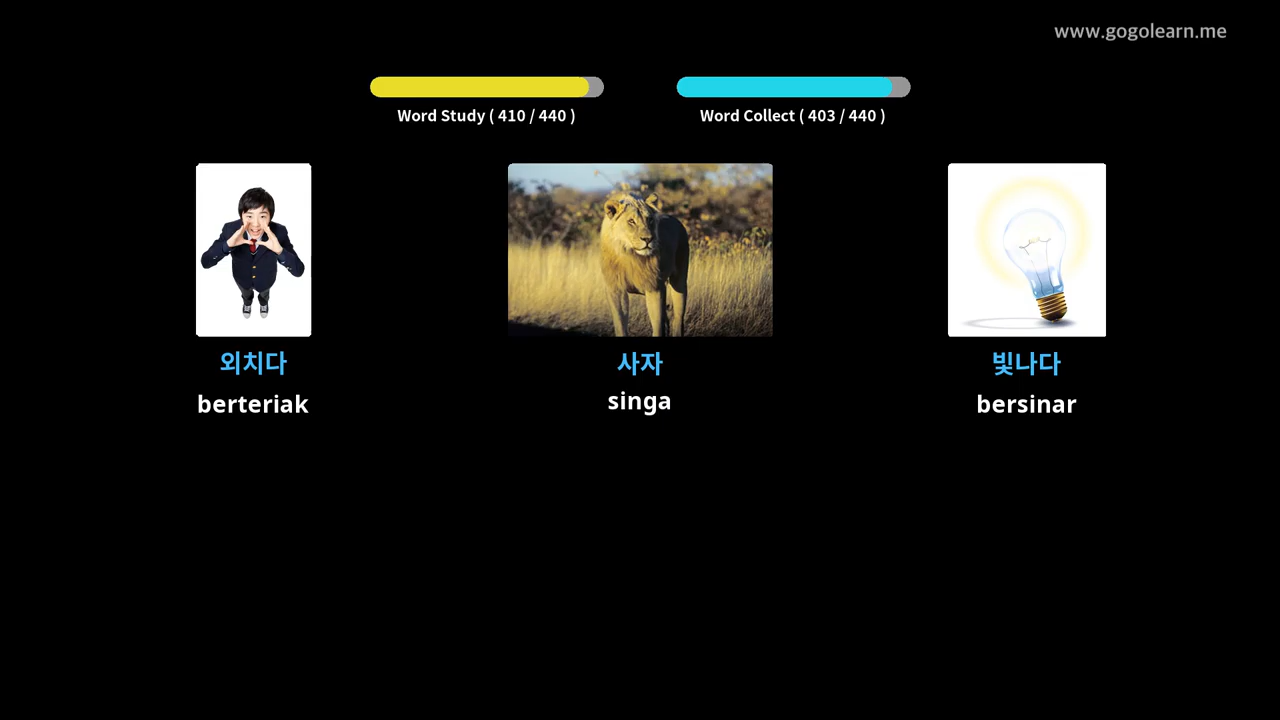 www.gogolearn.me
Word Study ( 410 / 440 )
Word Collect ( 403 / 440 )
외치다
사자
빛나다
berteriak
singa
bersinar